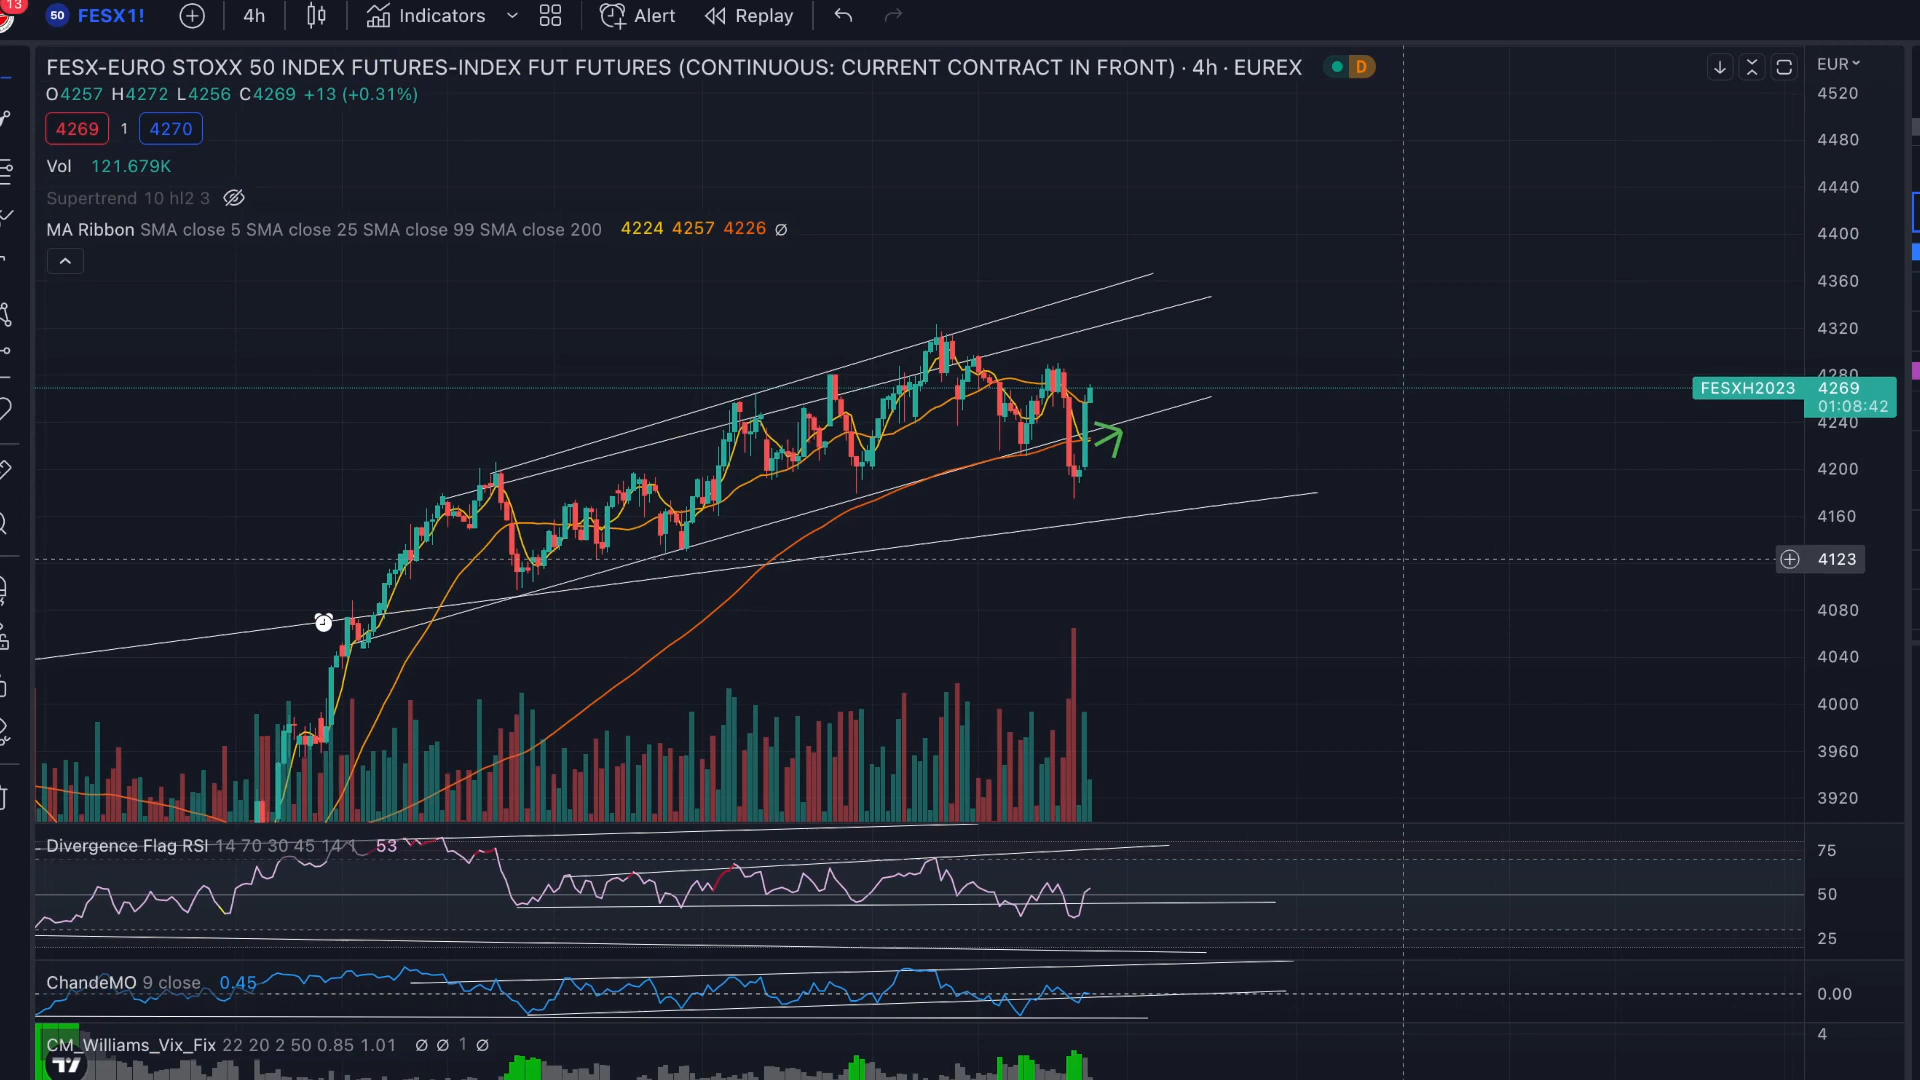 13
50 FESX1! 4h Indicators Alert Replay
FESX-EURO STOXX 50 INDEX FUTURES-INDEX FUT FUTURES (CONTINUOUS: CURRENT CONTRACT IN FRONT) · 4h · EUREX D
O4257 H4272 L4256 C4269 +13 (+0.31%)
4269 1 4270
Vol 121.679K
Supertrend 10 hl2 3
MA Ribbon SMA close 5 SMA close 25 SMA close 99 SMA close 200 4224 4257 4226 ∅
EUR
4520
4480
4440
4400
4360
4320
4280
FESXH2023 4269
01:08:42
4240
4200
4160
4123
4080
4040
4000
3960
3920
Divergence Flag RSI 14 70 30 45 14 1 53
75
50
25
ChandeMO 9 close 0.45
0.00
CM_Williams_Vix_Fix 22 20 2 50 0.85 1.01 ∅ ∅ 1 ∅
4